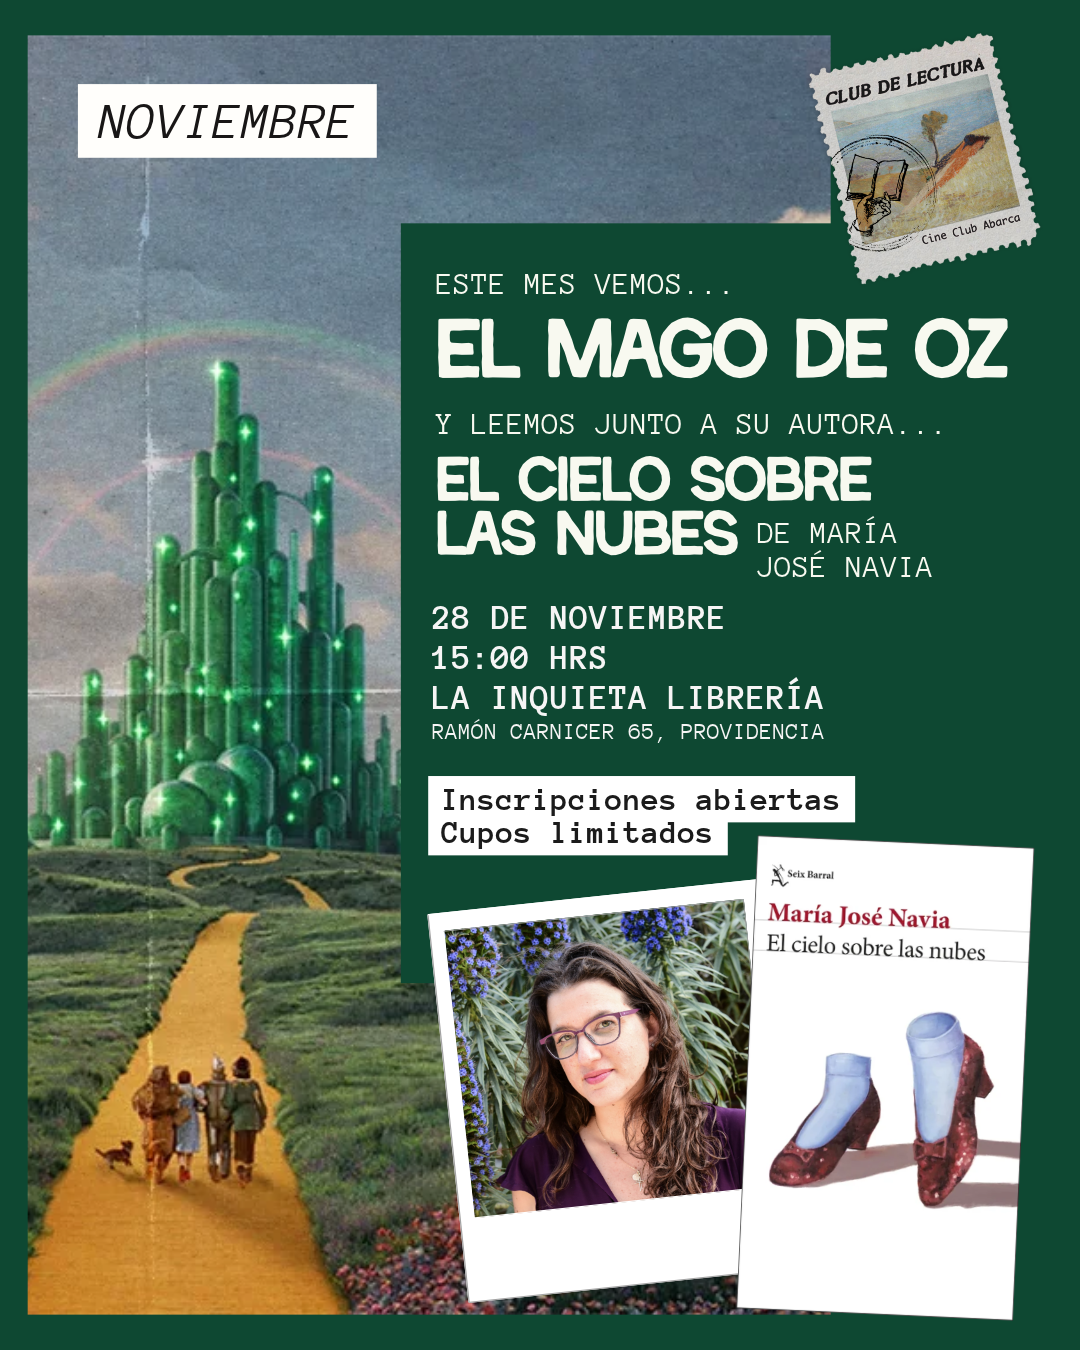 NOVIEMBRE
CLUB DE LECTURA
Cine Club Abarca
ESTE MES VEMOS...
EL MAGO DE OZ
Y LEEMOS JUNTO A SU AUTORA...
EL CIELO SOBRE
LAS NUBES DE MARÍA
JOSÉ NAVIA
28 DE NOVIEMBRE
15:00 HRS
LA INQUIETA LIBRERÍA
RAMÓN CARNICER 65, PROVIDENCIA
Inscripciones abiertas
Cupos limitados
Seix Barral
María José Navia
El cielo sobre las nubes